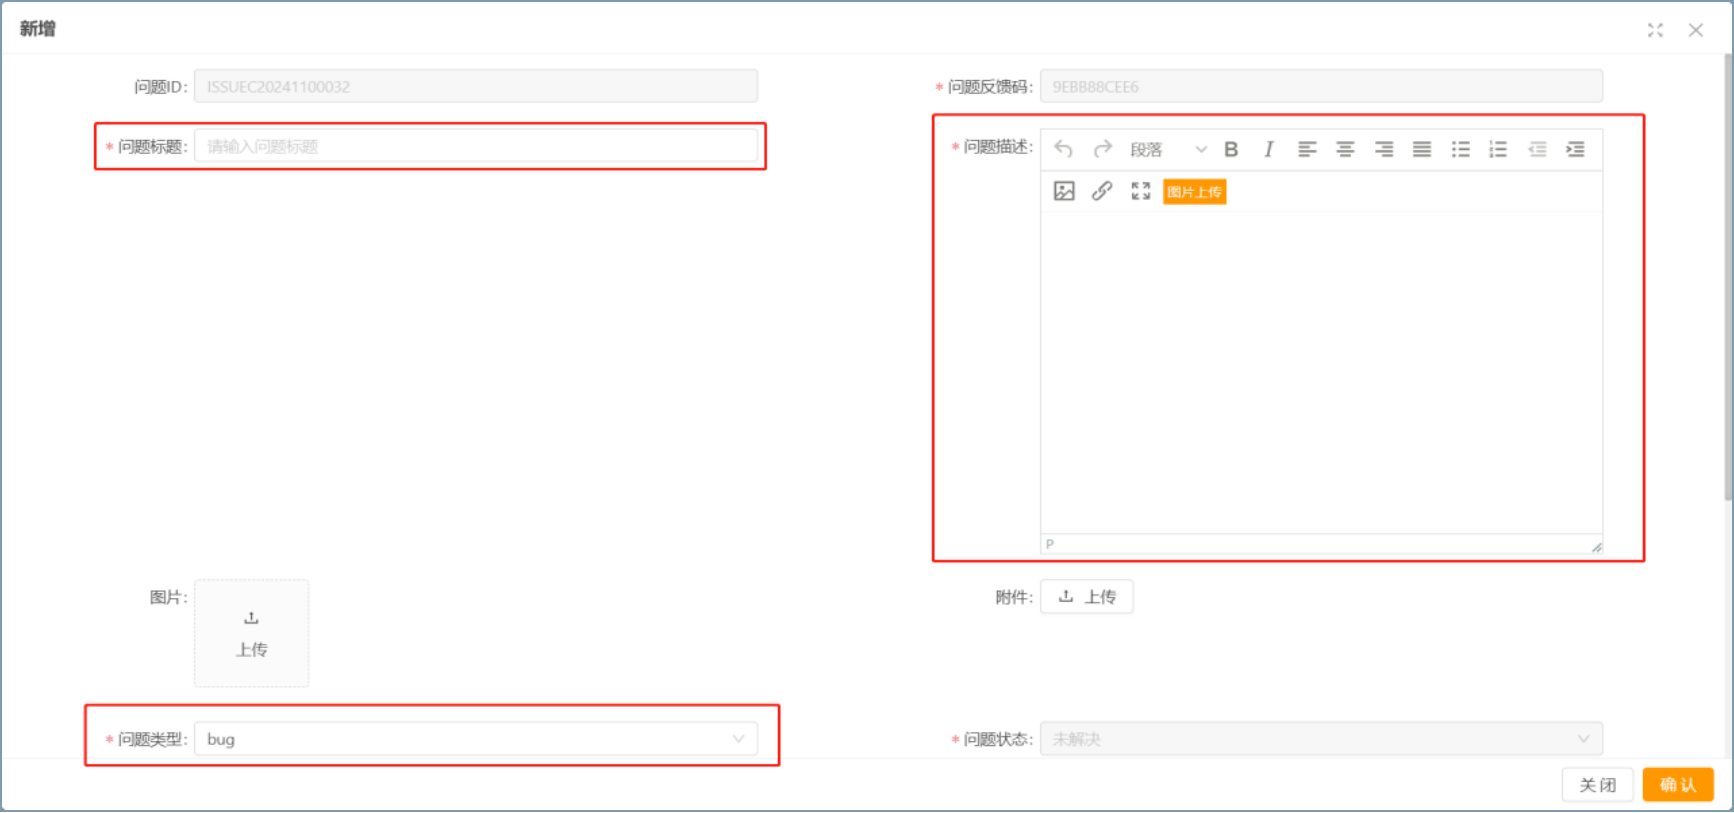 新增
问题ID: ISSUEC20241100032
* 问题反馈码: 9EBB88CEE6
* 问题标题: 请输入问题标题
* 问题描述: 段落 B I
图片上传
P
图片: 上传
附件: 上传
* 问题类型: bug
* 问题状态: 未解决
关闭 确认